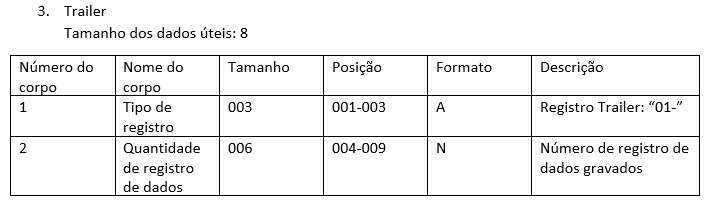 3. Trailer
Tamanho dos dados úteis: 8
Número do corpo Nome do corpo Tamanho Posição Formato Descrição
1 Tipo de registro 003 001-003 A Registro Trailer: “01-”
2 Quantidade de registro de dados 006 004-009 N Número de registro de dados gravados